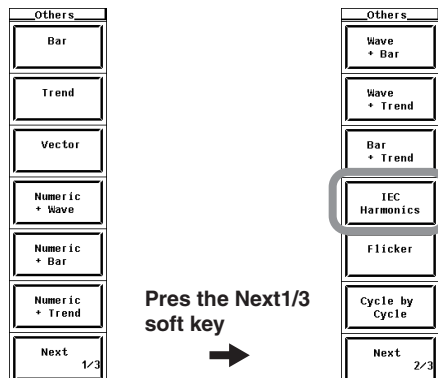 Others
Bar
Trend
Vector
Numeric
+ Wave
Numeric
+ Bar
Numeric
+ Trend
Next
1/3
Pres the Next1/3
soft key
Others
Wave
+ Bar
Wave
+ Trend
Bar
+ Trend
IEC
Harmonics
Flicker
Cycle by
Cycle
Next
2/3